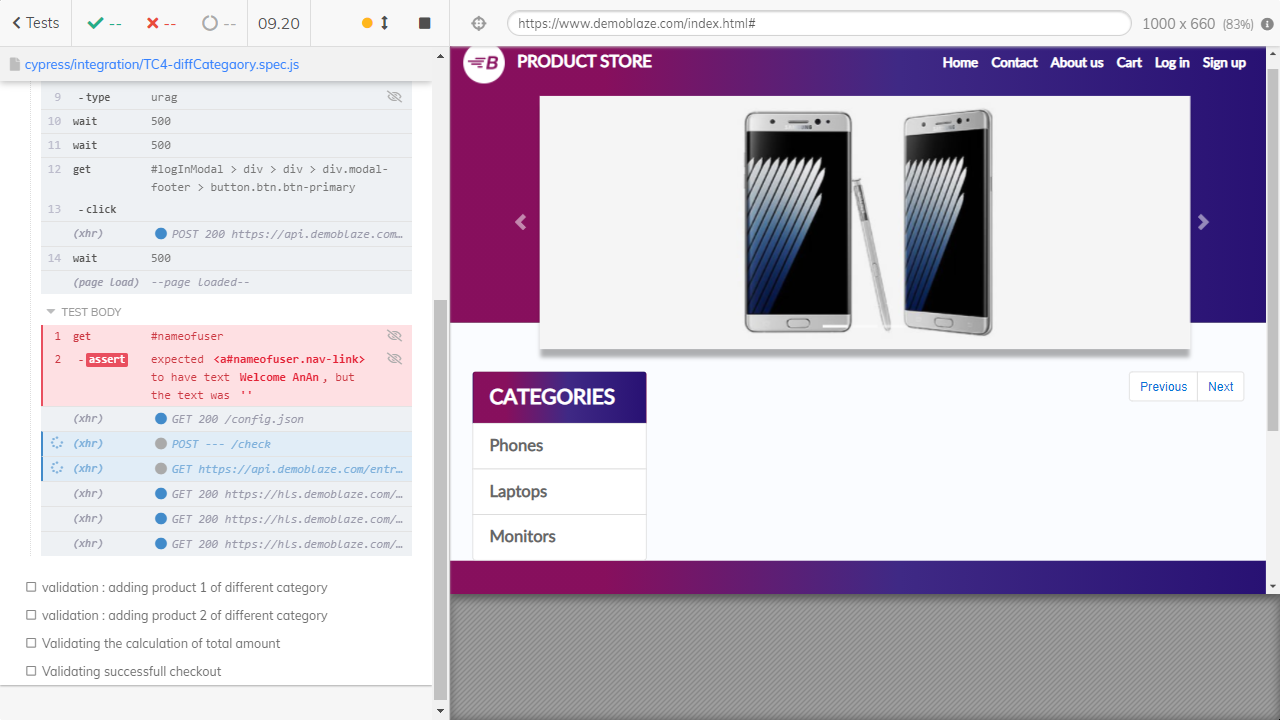 Tests
--
--
--
09.20
https://www.demoblaze.com/index.html#
1000 x 660 (83%)
cypress/integration/TC4-diffCategaory.spec.js
9 -type urag
10 wait 500
11 wait 500
12 get #logInModal > div > div > div.modal-
footer > button.btn.btn-primary
13 -click
(xhr) POST 200 https://api.demoblaze.com…
14 wait 500
(page load) --page loaded--
TEST BODY
1 get #nameofuser
2 -assert expected <a#nameofuser.nav-link>
to have text Welcome AnAn, but
the text was ''
(xhr) GET 200 /config.json
(xhr) POST --- /check
(xhr) GET https://api.demoblaze.com/entr…
(xhr) GET 200 https://hls.demoblaze.com/…
(xhr) GET 200 https://hls.demoblaze.com/…
(xhr) GET 200 https://hls.demoblaze.com/…
validation : adding product 1 of different category
validation : adding product 2 of different category
Validating the calculation of total amount
Validating successfull checkout
B PRODUCT STORE
Home Contact About us Cart Log in Sign up
CATEGORIES
Phones
Laptops
Monitors
Previous Next